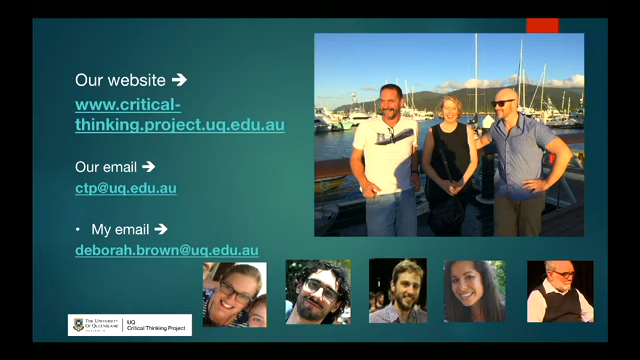 Our website ➔
www.critical-
thinking.project.uq.edu.au
Our email ➔
ctp@uq.edu.au
• My email ➔
deborah.brown@uq.edu.au
THE UNIVERSITY
OF QUEENSLAND
AUSTRALIA
UQ
Critical Thinking Project